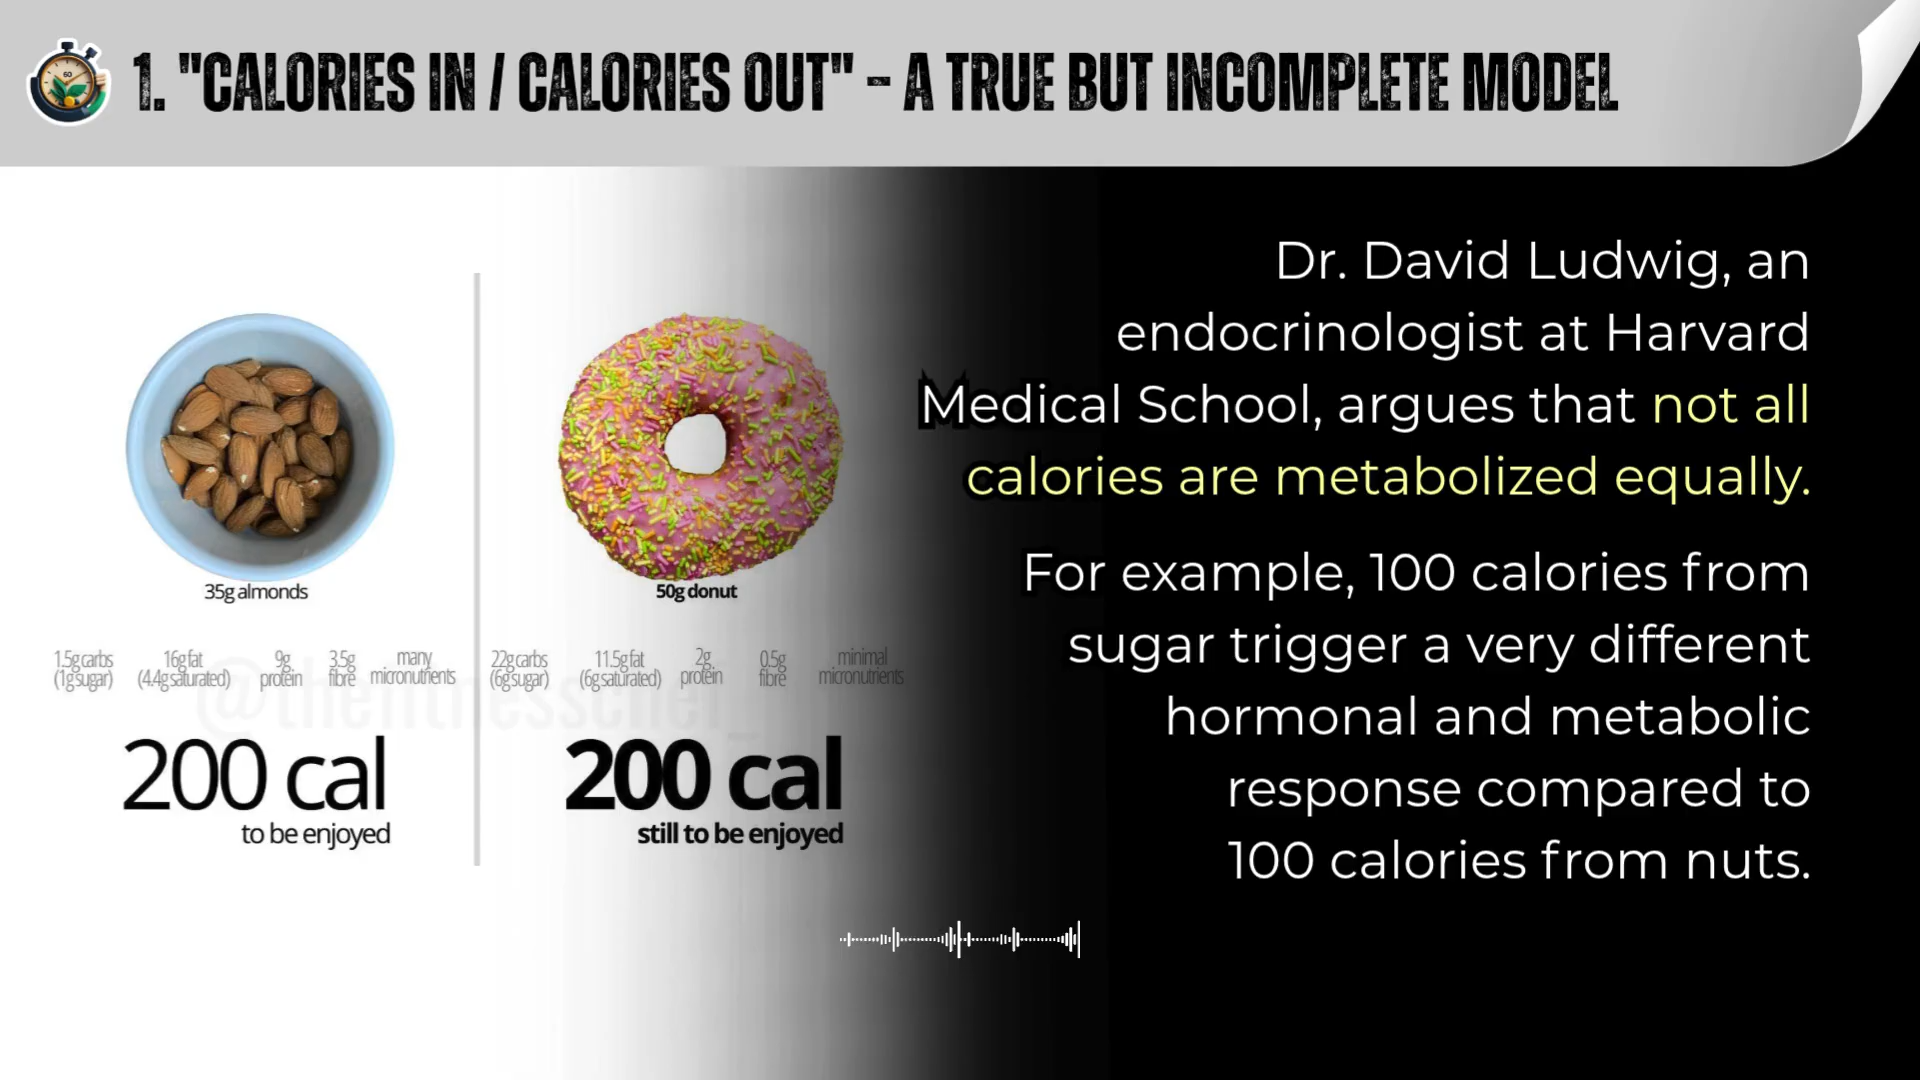 1. "CALORIES IN / CALORIES OUT" - A TRUE BUT INCOMPLETE MODEL
60
35g almonds
1.5g carbs
(1g sugar)
16g fat
(4.4g saturated)
9g
protein
3.5g
fibre
many
micronutrients
200 cal
to be enjoyed
50g donut
22g carbs
(6g sugar)
11.5g fat
(6g saturated)
2g
protein
0.5g
fibre
minimal
micronutrients
200 cal
still to be enjoyed
@thefitnesschef_
Dr. David Ludwig, an
endocrinologist at Harvard
Medical School, argues that not all
calories are metabolized equally.
For example, 100 calories from
sugar trigger a very different
hormonal and metabolic
response compared to
100 calories from nuts.